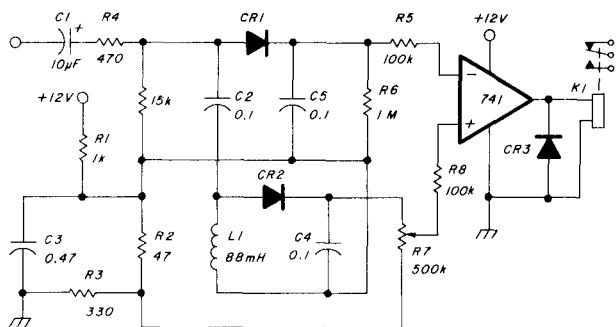 C1
R4
CR1
R5
+12V
10μF
470
100k
K1
+12V
15k
C2
0.1
C5
0.1
R6
1M
−
741
+
R1
1k
CR3
CR2
R8
100k
C3
0.47
R2
47
L1
88mH
C4
0.1
R7
500k
R3
330